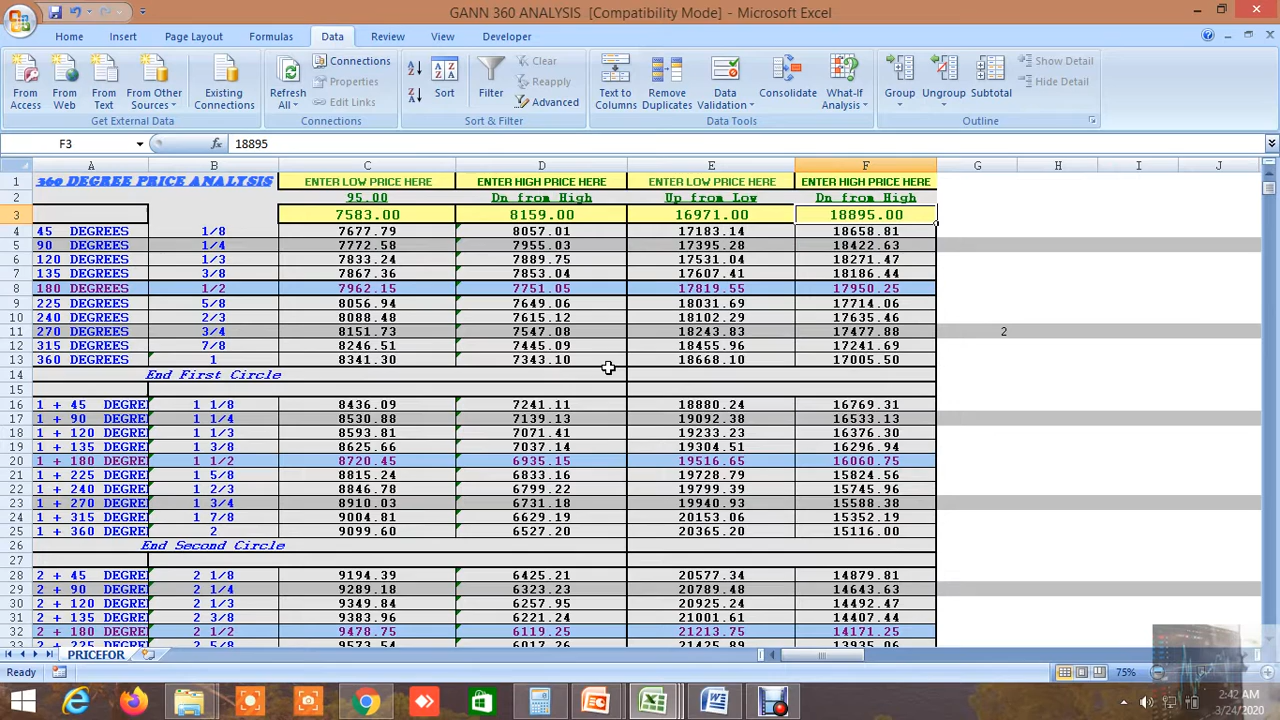 GANN 360 ANALYSIS [Compatibility Mode] - Microsoft Excel
Home Insert Page Layout Formulas Data Review View Developer
From Access From Web From Text From Other Sources Existing Connections Refresh All Connections Properties Edit Links Sort Filter Clear Reapply Advanced Text to Columns Remove Duplicates Data Validation Consolidate What-If Analysis Group Ungroup Subtotal Show Detail Hide Detail
Get External Data Connections Sort & Filter Data Tools Outline
F3 fx 18895
A B C D E F G H I J
1 360 DEGREE PRICE ANALYSIS ENTER LOW PRICE HERE ENTER HIGH PRICE HERE ENTER LOW PRICE HERE ENTER HIGH PRICE HERE
2 95.00 Dn from High Up from Low Dn from High
3 7583.00 8159.00 16971.00 18895.00
4 45 DEGREES 1/8 7677.79 8057.01 17183.14 18658.81
5 90 DEGREES 1/4 7772.58 7955.03 17395.28 18422.63
6 120 DEGREES 1/3 7833.24 7889.75 17531.04 18271.47
7 135 DEGREES 3/8 7867.36 7853.04 17607.41 18186.44
8 180 DEGREES 1/2 7962.15 7751.05 17819.55 17950.25
9 225 DEGREES 5/8 8056.94 7649.06 18031.69 17714.06
10 240 DEGREES 2/3 8088.48 7615.12 18102.29 17635.46
11 270 DEGREES 3/4 8151.73 7547.08 18243.83 17477.88 2
12 315 DEGREES 7/8 8246.51 7445.09 18455.96 17241.69
13 360 DEGREES 1 8341.30 7343.10 18668.10 17005.50
14 End First Circle
15
16 1 + 45 DEGRE 1 1/8 8436.09 7241.11 18880.24 16769.31
17 1 + 90 DEGRE 1 1/4 8530.88 7139.13 19092.38 16533.13
18 1 + 120 DEGRE 1 1/3 8593.81 7071.41 19233.23 16376.30
19 1 + 135 DEGRE 1 3/8 8625.66 7037.14 19304.51 16296.94
20 1 + 180 DEGRE 1 1/2 8720.45 6935.15 19516.65 16060.75
21 1 + 225 DEGRE 1 5/8 8815.24 6833.16 19728.79 15824.56
22 1 + 240 DEGRE 1 2/3 8846.78 6799.22 19799.39 15745.96
23 1 + 270 DEGRE 1 3/4 8910.03 6731.18 19940.93 15588.38
24 1 + 315 DEGRE 1 7/8 9004.81 6629.19 20153.06 15352.19
25 1 + 360 DEGRE 2 9099.60 6527.20 20365.20 15116.00
26 End Second Circle
27
28 2 + 45 DEGRE 2 1/8 9194.39 6425.21 20577.34 14879.81
29 2 + 90 DEGRE 2 1/4 9289.18 6323.23 20789.48 14643.63
30 2 + 120 DEGRE 2 1/3 9349.84 6257.95 20925.24 14492.47
31 2 + 135 DEGRE 2 3/8 9383.96 6221.24 21001.61 14407.44
32 2 + 180 DEGRE 2 1/2 9478.75 6119.25 21213.75 14171.25
33 2 + 225 DEGRE 2 5/8 9573.54 6017.26 21425.89 13935.06
PRICEFOR
Ready 75%
2:42 AM
3/24/2020